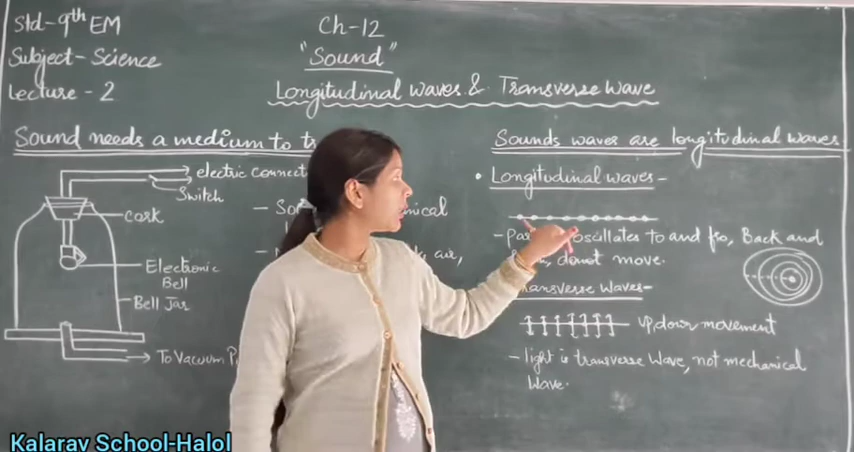 Std-9th EM
Subject-Science
Lecture - 2
Ch-12
"Sound"
Longitudinal waves & Transverse Wave
Sound needs a medium to
electric connect
Switch
cork
Electronic
Bell
Bell Jar
To Vacuum
air,
Sounds waves are longitudinal waves
• Longitudinal waves-
oscillates to and fro, Back and
donot move.
Transverse Waves-
up,down movement
- light is transverse Wave, not mechanical
Wave.
Kalarav School-Halol